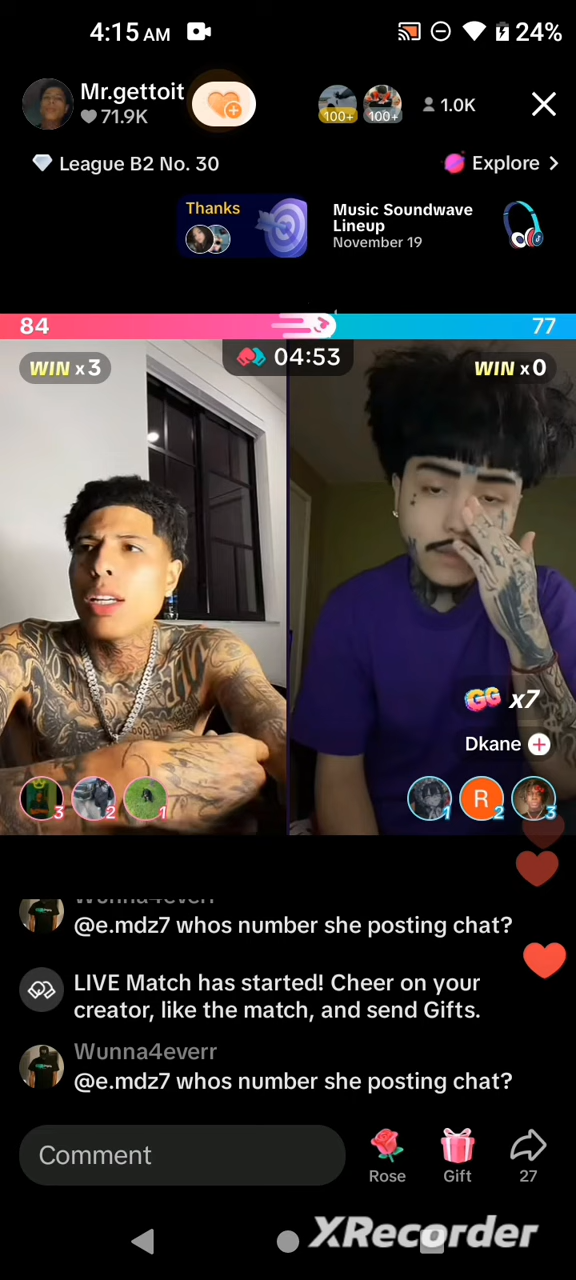 4:15 AM
24%
Mr.gettoit
71.9K
100+
100+
1.0K
League B2 No. 30
Explore >
Thanks
Music Soundwave
Lineup
November 19
84
77
WIN x3
04:53
WIN x0
GG x7
Dkane +
3
2
1
1
R
2
3
Wunna4everr
@e.mdz7 whos number she posting chat?
LIVE Match has started! Cheer on your
creator, like the match, and send Gifts.
Wunna4everr
@e.mdz7 whos number she posting chat?
Comment
Rose
Gift
27
XRecorder